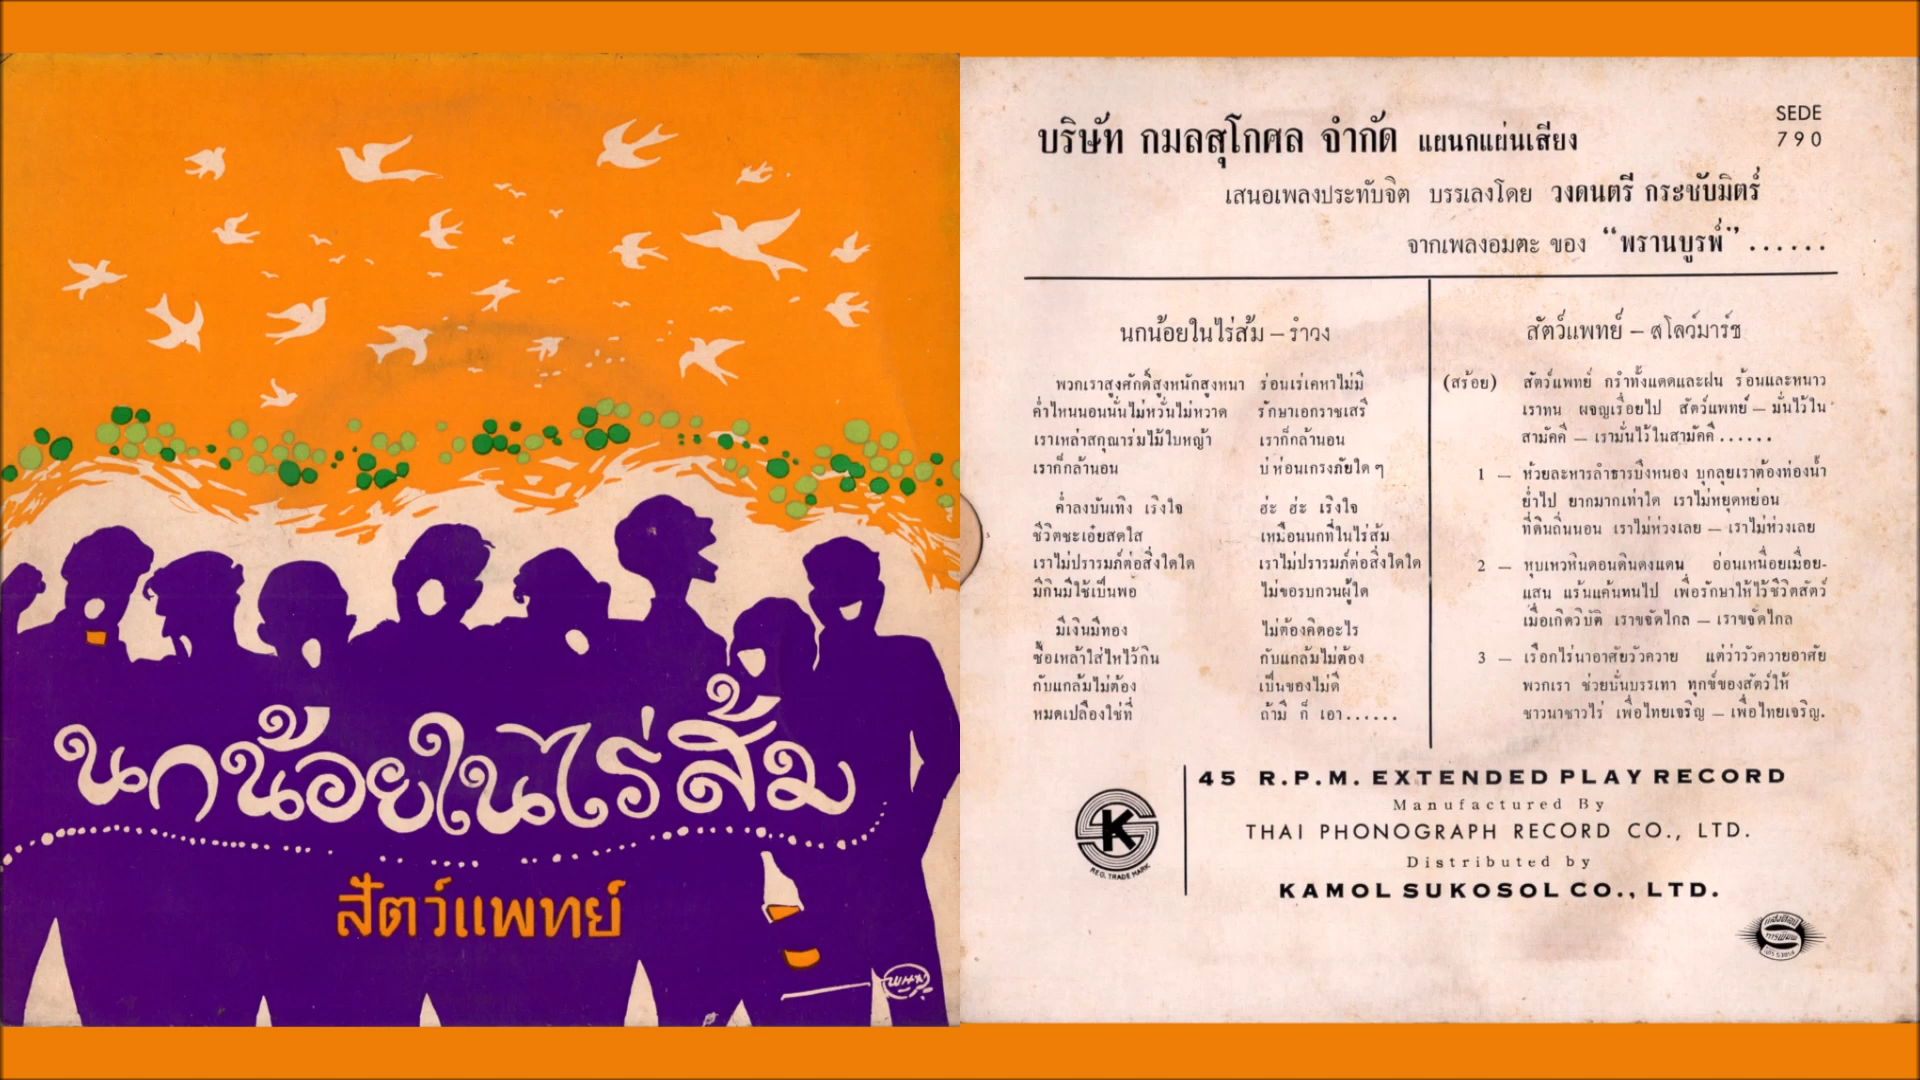 นกน้อยในไร่ส้ม
สัตว์แพทย์
บริษัท กมลสุโกศล จำกัด แผนกแผ่นเสียง
SEDE
790
เสนอเพลงประทับจิต บรรเลงโดย วงดนตรี กระชับมิตร์
จากเพลงอมตะ ของ “พรานบูรพ์”......
นกน้อยในไร่ส้ม – รำวง
พวกเราสูงศักดิ์สูงหนักสูงหนา ร่อนเร่เคหาไม่มี
ค่ำไหนนอนนั่นไม่หวั่นไม่หวาด รักษาเอกราชเสรี
เราเหล่าสกุณาร่มไม้ใบหญ้า เราก็กล้านอน
เราก็กล้านอน บ่ห่อนเกรงภัยใด ๆ
ค่ำลงบันเทิง เริงใจ ฮ่ะ ฮ่ะ เริงใจ
ชีวิตชะเอ๋ยสดใส เหมือนนกที่ในไร่ส้ม
เราไม่ปรารมภ์ต่อสิ่งใดใด เราไม่ปรารมภ์ต่อสิ่งใดใด
มีกินมีใช้เป็นพอ ไม่ขอรบกวนผู้ใด
มีเงินมีทอง ไม่ต้องคิดอะไร
ซื้อเหล้าใส่ไหไว้กิน กับแกล้มไม่ต้อง
กับแกล้มไม่ต้อง เป็นของไม่ดี
หมดเปลืองใช่ที่ ถ้ามี ก็ เอา......
สัตว์แพทย์ – สโลว์มาร์ช
(สร้อย) สัตว์แพทย์ กรำทั้งแดดและฝน ร้อนและหนาว
เราทน ผจญเรื่อยไป สัตว์แพทย์ – มั่นไว้ใน
สามัคคี – เรามั่นไว้ในสามัคคี......
1 – ห้วยละหารลำธารบึงหนอง บุกลุยเราต้องท่องน้ำ
ย่ำไป ยากมากเท่าใด เราไม่หยุดหย่อน
ที่ดินถิ่นนอน เราไม่ห่วงเลย – เราไม่ห่วงเลย
2 – หุบเหวหินดอนดินดงแดน อ่อนเหนื่อยเมื่อย-
แสน แร้นแค้นทนไป เพื่อรักษาให้ไว้ชีวิตสัตว์
เมื่อเกิดวิบัติ เราขจัดไกล – เราขจัดไกล
3 – เรือกไร่นาอาศัยวัวควาย แต่ว่าวัวควายอาศัย
พวกเรา ช่วยบั่นบรรเทา ทุกข์ของสัตว์ให้
ชาวนาชาวไร่ เพื่อไทยเจริญ – เพื่อไทยเจริญ.
45 R.P.M. EXTENDED PLAY RECORD
Manufactured By
THAI PHONOGRAPH RECORD CO., LTD.
Distributed by
KAMOL SUKOSOL CO., LTD.
KS
REG. TRADE MARK